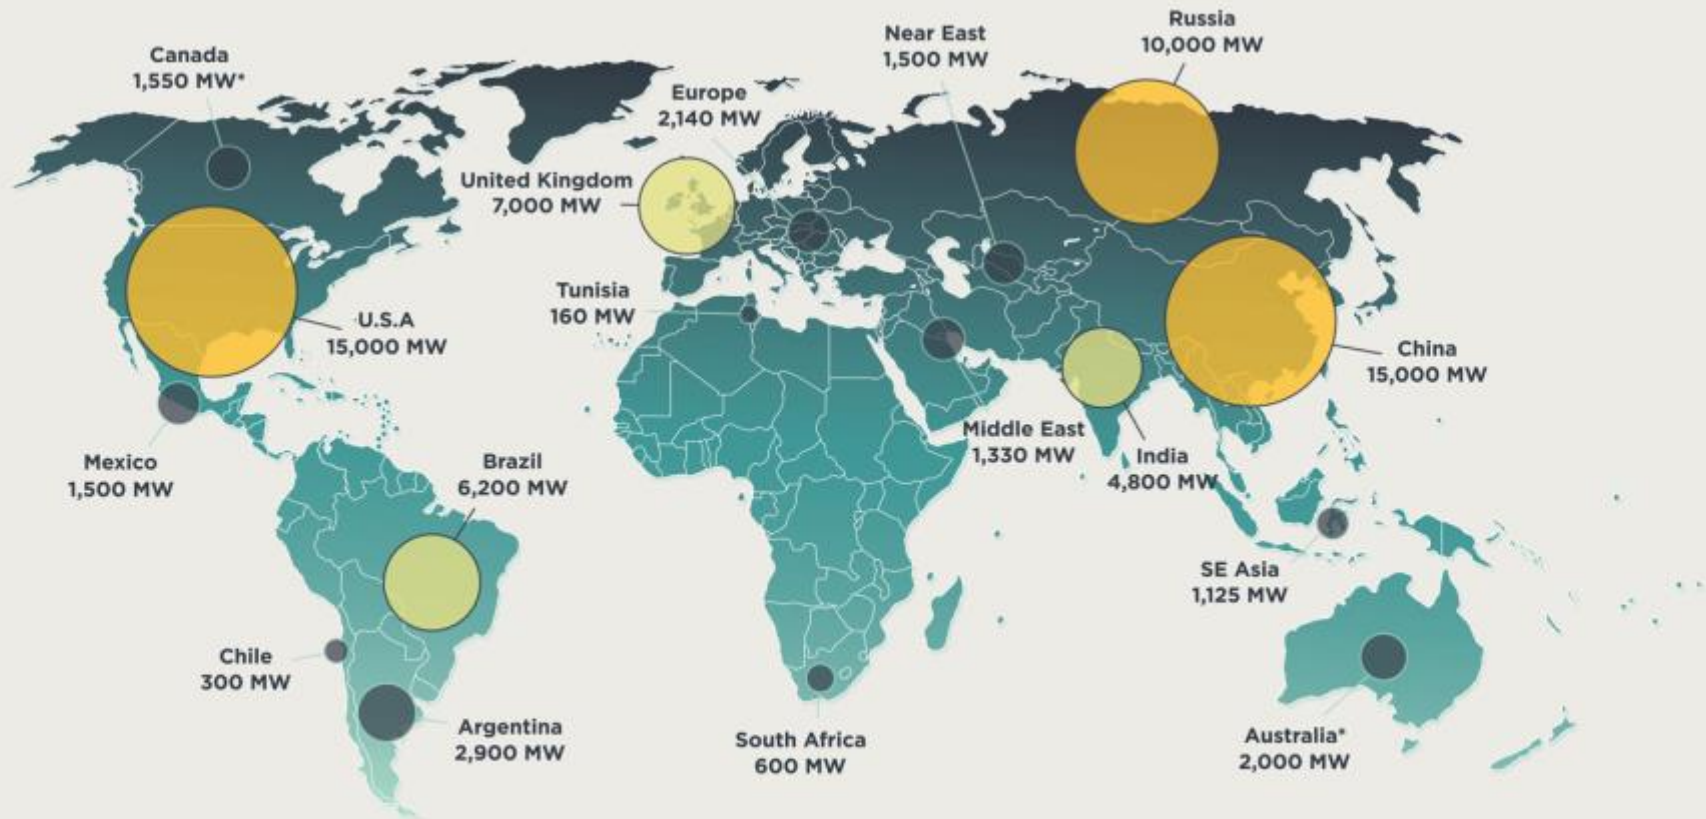 Canada
1,550 MW*
Near East
1,500 MW
Russia
10,000 MW
Europe
2,140 MW
United Kingdom
7,000 MW
Tunisia
160 MW
U.S.A
15,000 MW
China
15,000 MW
Mexico
1,500 MW
Brazil
6,200 MW
Middle East
1,330 MW
India
4,800 MW
SE Asia
1,125 MW
Chile
300 MW
Argentina
2,900 MW
South Africa
600 MW
Australia*
2,000 MW